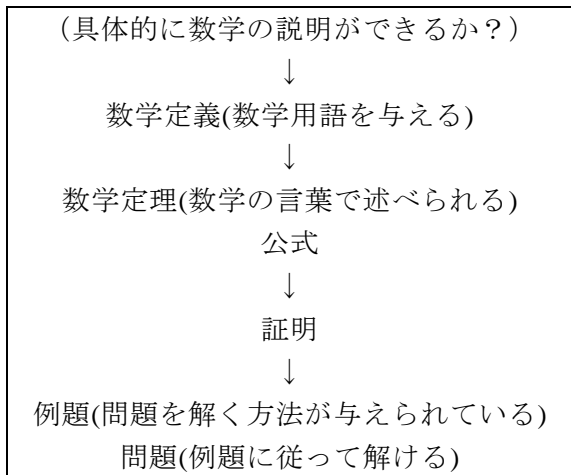 （具体的に数学の説明ができるか？）
↓
数学定義(数学用語を与える)
↓
数学定理(数学の言葉で述べられる)
公式
↓
証明
↓
例題(問題を解く方法が与えられている)
問題(例題に従って解ける)